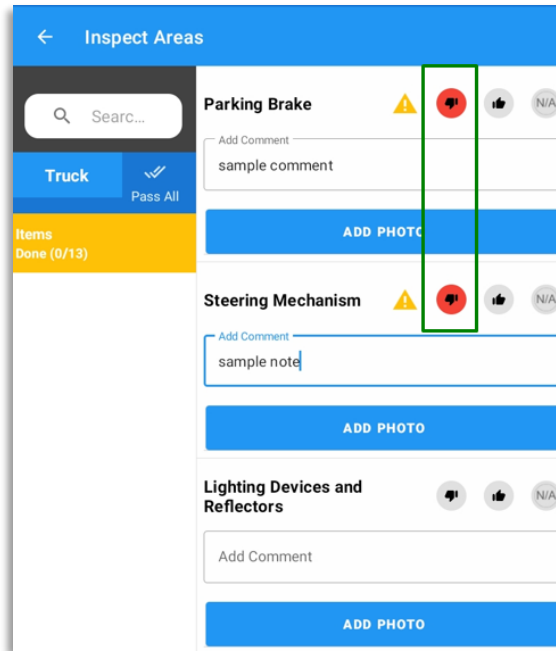 Inspect Areas
Searc...
Truck
Pass All
Items
Done (0/13)
Parking Brake
N/A
Add Comment
sample comment
ADD PHOTO
Steering Mechanism
N/A
Add Comment
sample note
ADD PHOTO
Lighting Devices and
Reflectors
N/A
Add Comment
ADD PHOTO